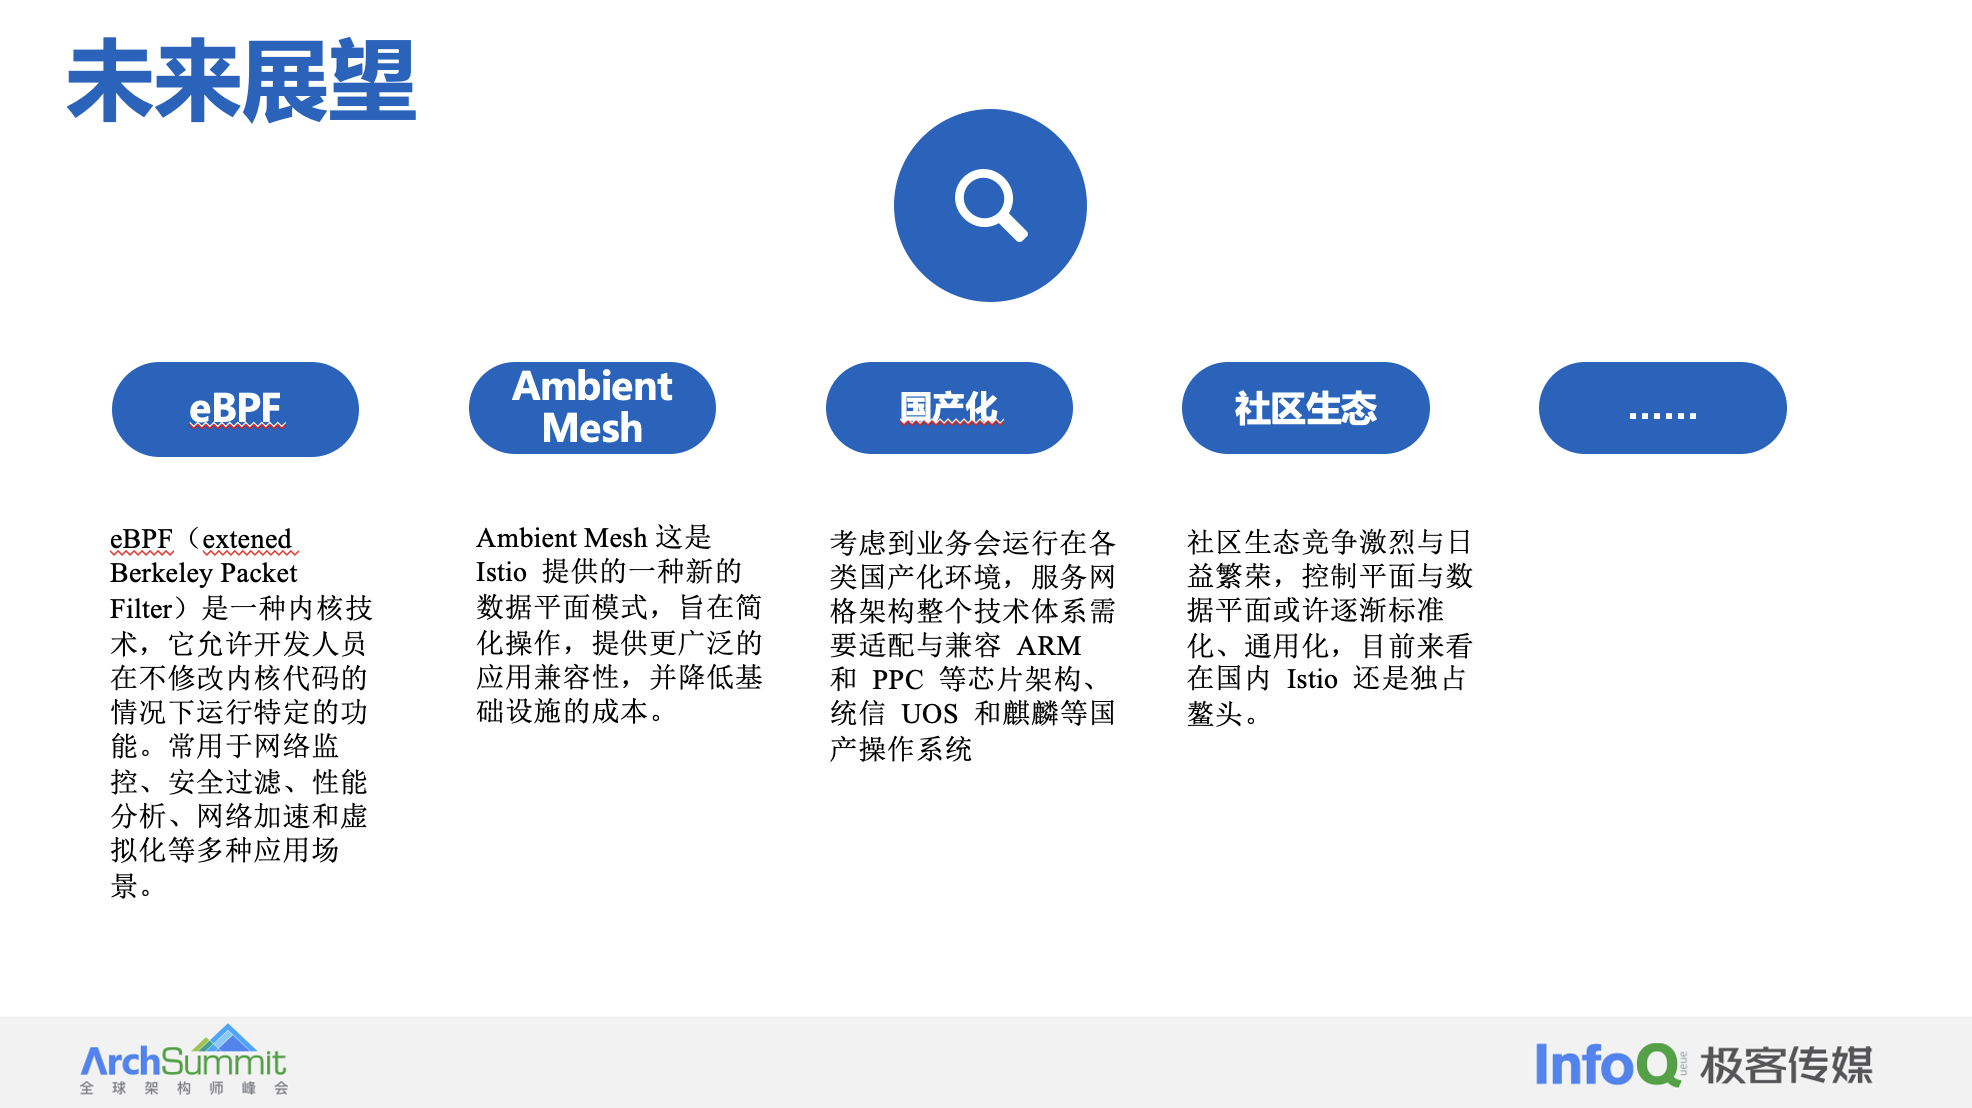 未来展望
eBPF
Ambient
Mesh
国产化
社区生态
......
eBPF（extened
Berkeley Packet
Filter）是一种内核技
术，它允许开发人员
在不修改内核代码的
情况下运行特定的功
能。常用于网络监
控、安全过滤、性能
分析、网络加速和虚
拟化等多种应用场
景。
Ambient Mesh 这是
Istio 提供的一种新的
数据平面模式，旨在简
化操作，提供更广泛的
应用兼容性，并降低基
础设施的成本。
考虑到业务会运行在各
类国产化环境，服务网
格架构整个技术体系需
要适配与兼容 ARM
和 PPC 等芯片架构、
统信 UOS 和麒麟等国
产操作系统
社区生态竞争激烈与日
益繁荣，控制平面与数
据平面或许逐渐标准
化、通用化，目前来看
在国内 Istio 还是独占
鳌头。
ArchSummit
全球架构师峰会
InfoQ
ueue
极客传媒